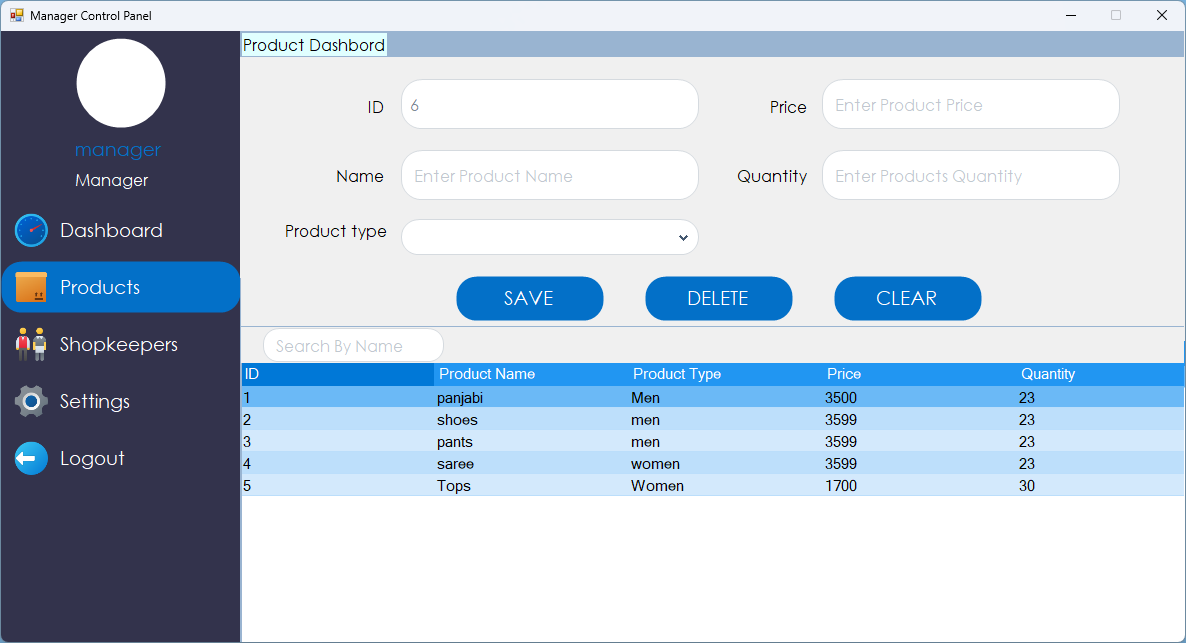 Manager Control Panel
manager
Manager
Dashboard
Products
Shopkeepers
Settings
Logout
Product Dashbord
ID 6 Price Enter Product Price
Name Enter Product Name Quantity Enter Products Quantity
Product type
SAVE DELETE CLEAR
Search By Name
ID Product Name Product Type Price Quantity
1 panjabi Men 3500 23
2 shoes men 3599 23
3 pants men 3599 23
4 saree women 3599 23
5 Tops Women 1700 30